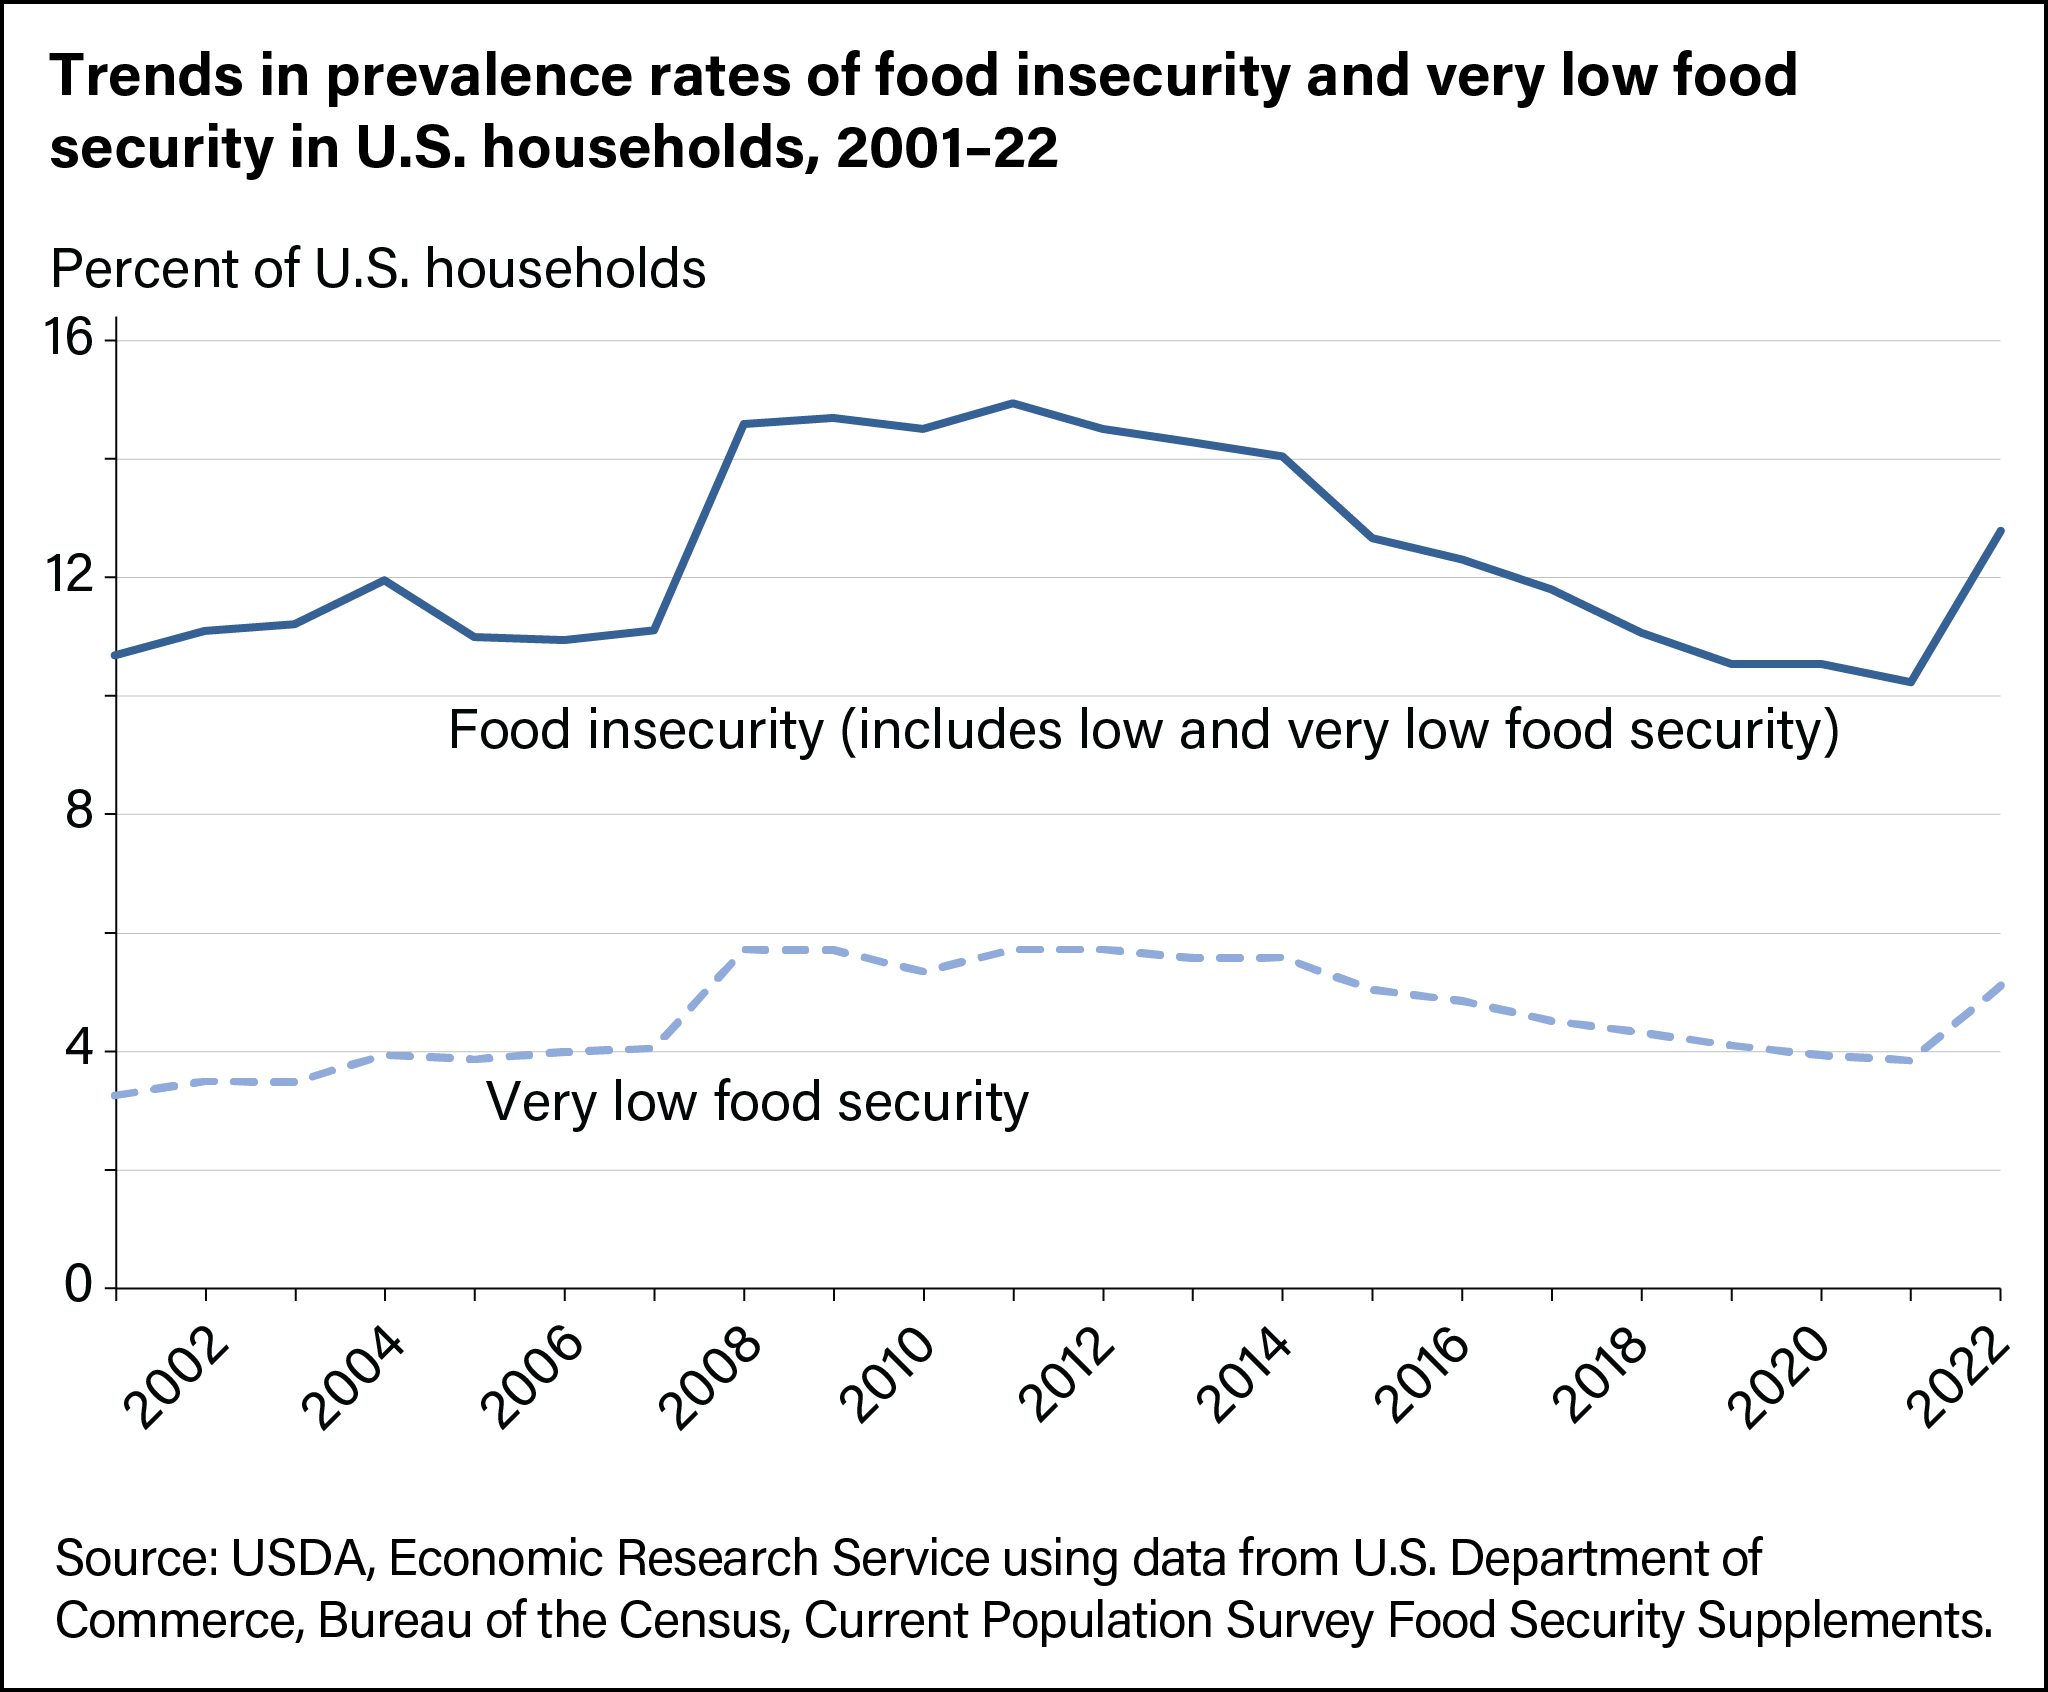 Trends in prevalence rates of food insecurity and very low food
security in U.S. households, 2001–22
Percent of U.S. households
16
12
Food insecurity (includes low and very low food security)
8
4
Very low food security
0
2002
2004
2006
2008
2010
2012
2014
2016
2018
2020
2022
Source: USDA, Economic Research Service using data from U.S. Department of
Commerce, Bureau of the Census, Current Population Survey Food Security Supplements.